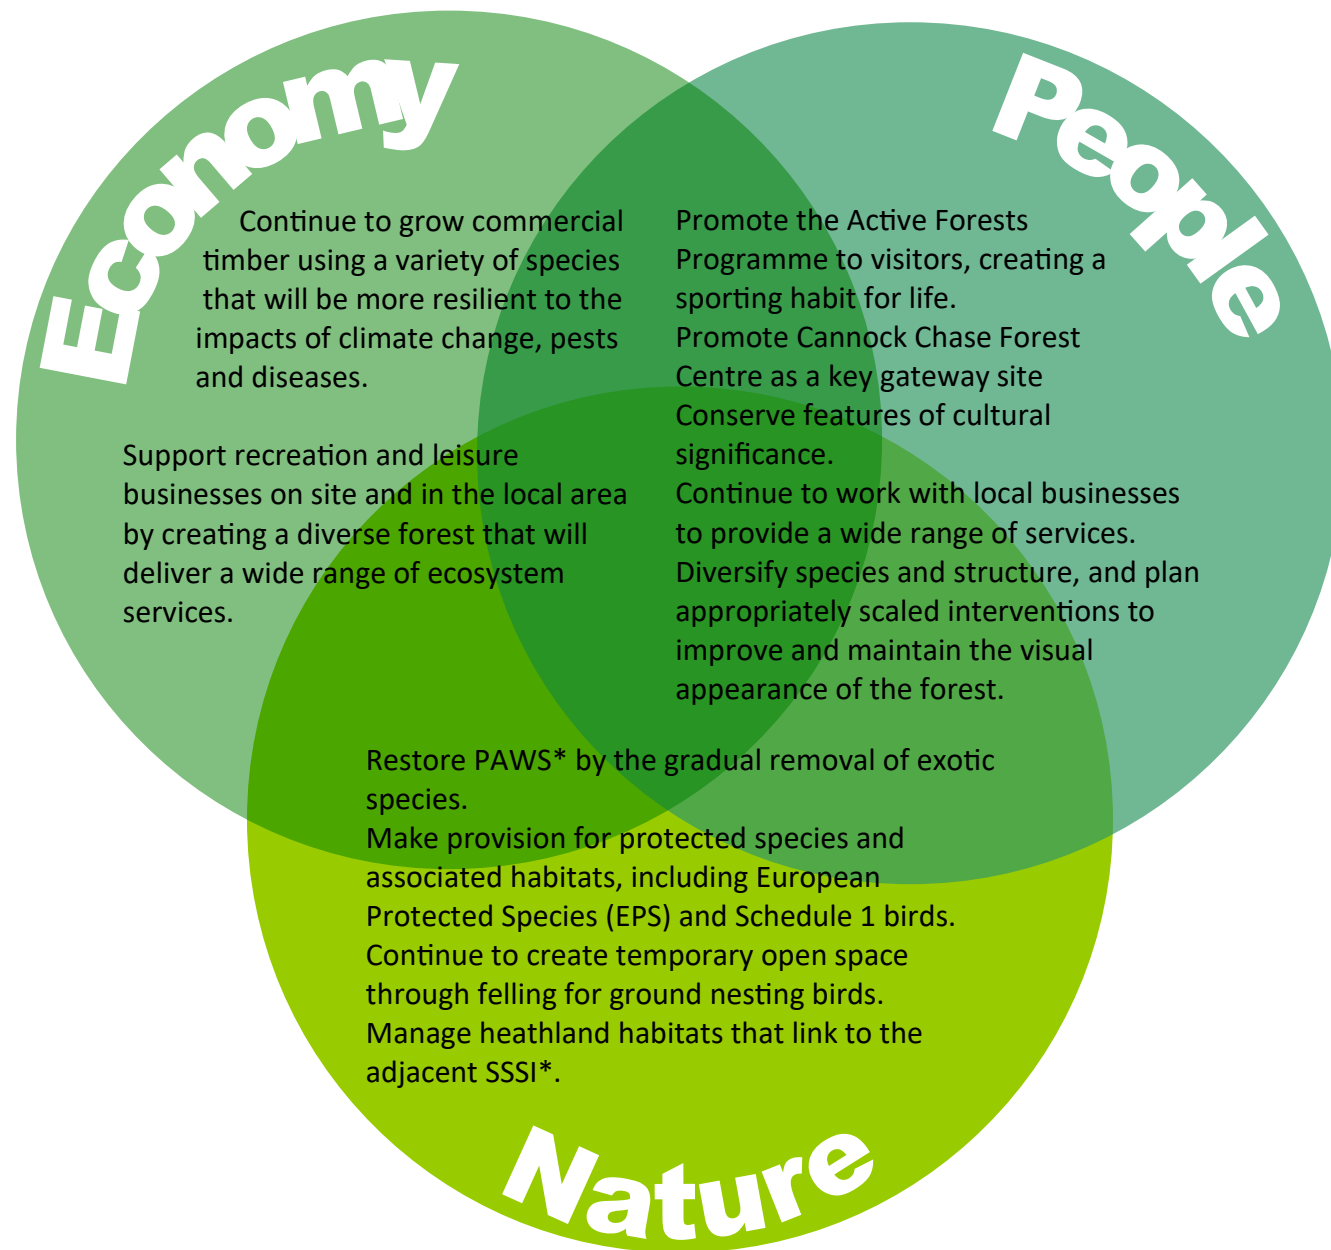 Economy
People
Continue to grow commercial
timber using a variety of species
that will be more resilient to the
impacts of climate change, pests
and diseases.
Support recreation and leisure
businesses on site and in the local area
by creating a diverse forest that will
deliver a wide range of ecosystem
services.
Promote the Active Forests
Programme to visitors, creating a
sporting habit for life.
Promote Cannock Chase Forest
Centre as a key gateway site
Conserve features of cultural
significance.
Continue to work with local businesses
to provide a wide range of services.
Diversify species and structure, and plan
appropriately scaled interventions to
improve and maintain the visual
appearance of the forest.
Restore PAWS* by the gradual removal of exotic
species.
Make provision for protected species and
associated habitats, including European
Protected Species (EPS) and Schedule 1 birds.
Continue to create temporary open space
through felling for ground nesting birds.
Manage heathland habitats that link to the
adjacent SSSI*.
Nature